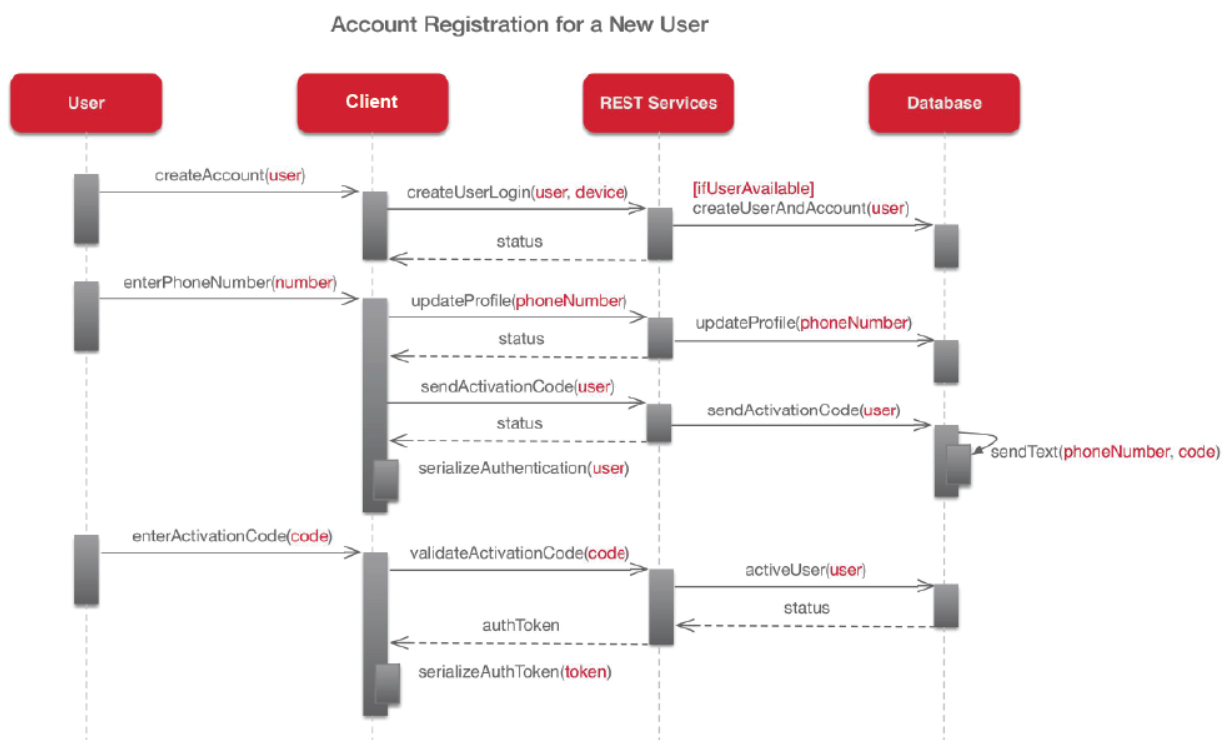 Account Registration for a New User
User
Client
REST Services
Database
createAccount(user)
createUserLogin(user, device)
[ifUserAvailable]
createUserAndAccount(user)
status
enterPhoneNumber(number)
updateProfile(phoneNumber)
updateProfile(phoneNumber)
status
sendActivationCode(user)
sendActivationCode(user)
status
sendText(phoneNumber, code)
serializeAuthentication(user)
enterActivationCode(code)
validateActivationCode(code)
activeUser(user)
status
authToken
serializeAuthToken(token)